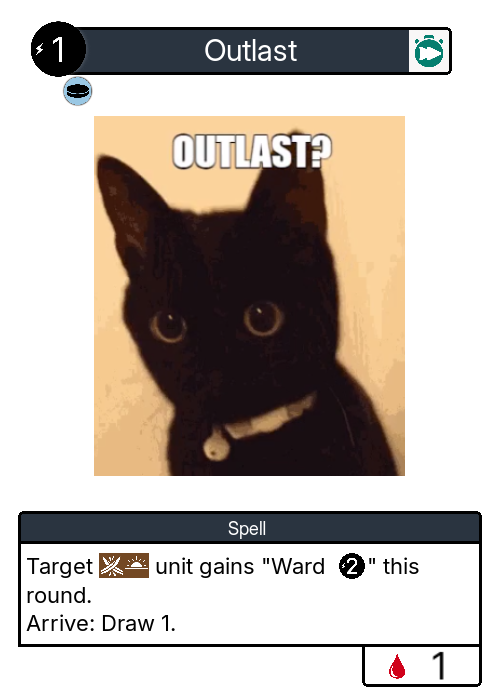 1 Outlast
OUTLAST?
Spell
Target unit gains "Ward 2" this
round.
Arrive: Draw 1.
1